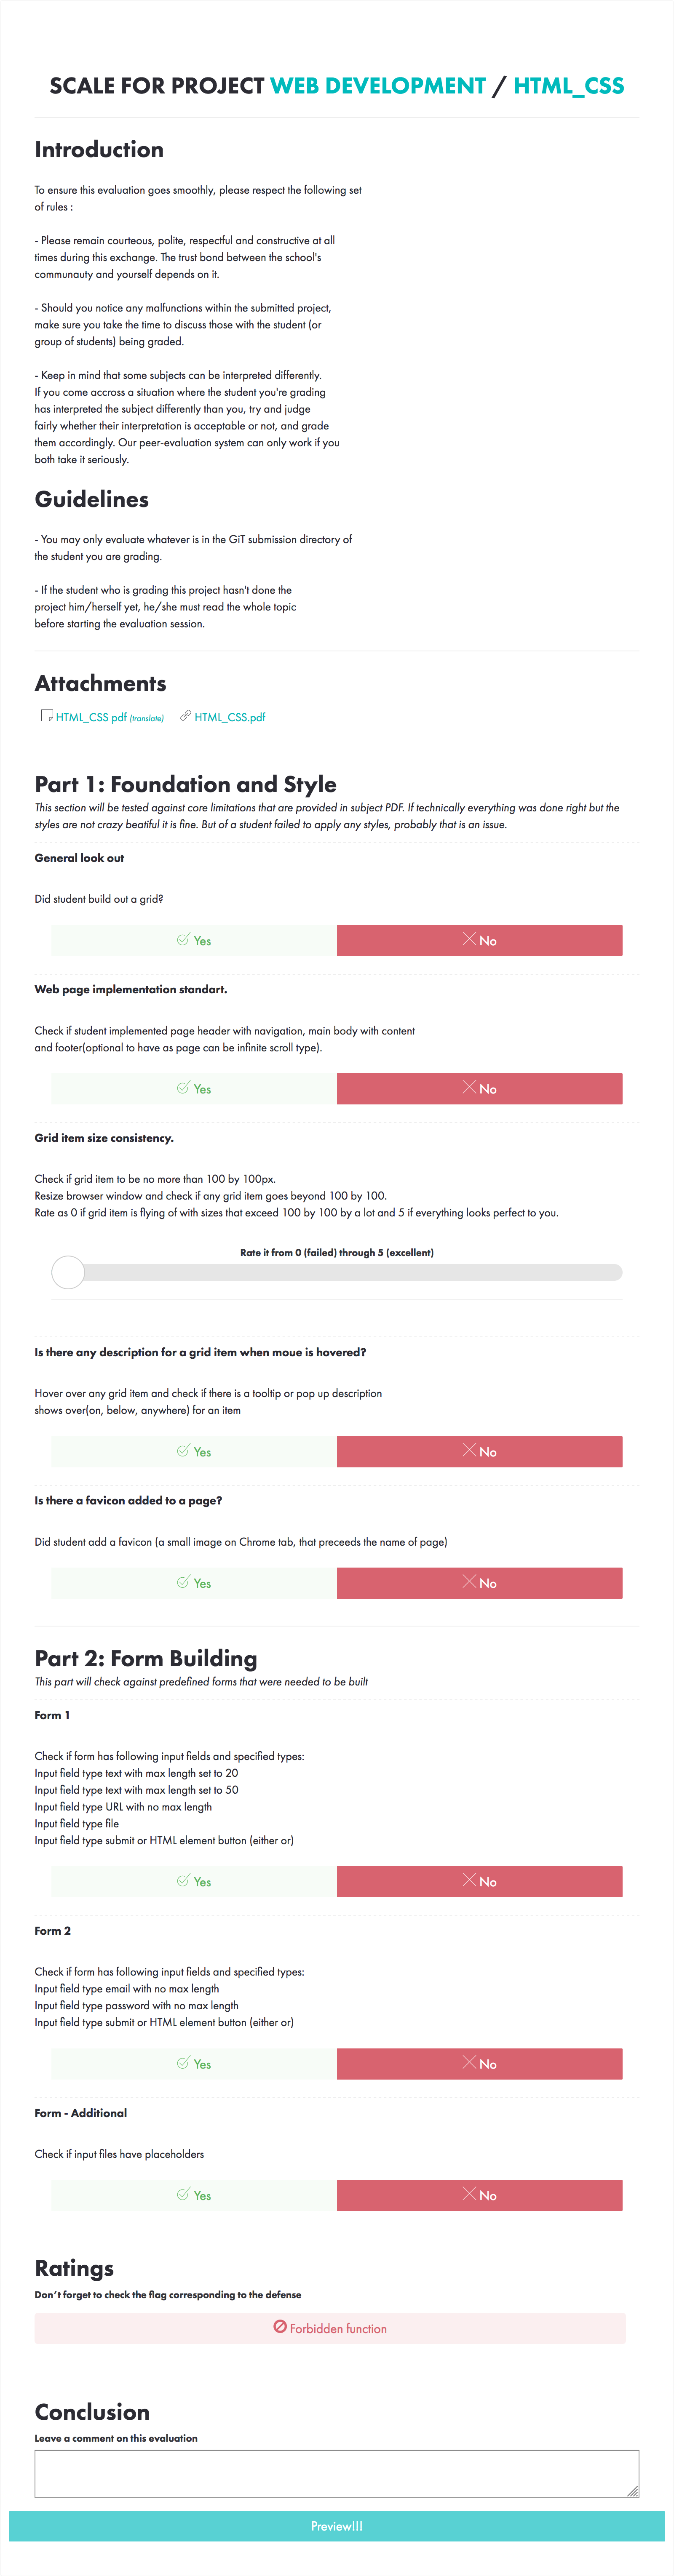 SCALE FOR PROJECT WEB DEVELOPMENT / HTML_CSS
Introduction
To ensure this evaluation goes smoothly, please respect the following set
of rules :
- Please remain courteous, polite, respectful and constructive at all
times during this exchange. The trust bond between the school's
communauty and yourself depends on it.
- Should you notice any malfunctions within the submitted project,
make sure you take the time to discuss those with the student (or
group of students) being graded.
- Keep in mind that some subjects can be interpreted differently.
If you come accross a situation where the student you're grading
has interpreted the subject differently than you, try and judge
fairly whether their interpretation is acceptable or not, and grade
them accordingly. Our peer-evaluation system can only work if you
both take it seriously.
Guidelines
- You may only evaluate whatever is in the GiT submission directory of
the student you are grading.
- If the student who is grading this project hasn't done the
project him/herself yet, he/she must read the whole topic
before starting the evaluation session.
Attachments
HTML_CSS pdf (translate) HTML_CSS.pdf
Part 1: Foundation and Style
This section will be tested against core limitations that are provided in subject PDF. If technically everything was done right but the
styles are not crazy beatiful it is fine. But of a student failed to apply any styles, probably that is an issue.
General look out
Did student build out a grid?
Yes No
Web page implementation standart.
Check if student implemented page header with navigation, main body with content
and footer(optional to have as page can be infinite scroll type).
Yes No
Grid item size consistency.
Check if grid item to be no more than 100 by 100px.
Resize browser window and check if any grid item goes beyond 100 by 100.
Rate as 0 if grid item is flying of with sizes that exceed 100 by 100 by a lot and 5 if everything looks perfect to you.
Rate it from 0 (failed) through 5 (excellent)
Is there any description for a grid item when moue is hovered?
Hover over any grid item and check if there is a tooltip or pop up description
shows over(on, below, anywhere) for an item
Yes No
Is there a favicon added to a page?
Did student add a favicon (a small image on Chrome tab, that preceeds the name of page)
Yes No
Part 2: Form Building
This part will check against predefined forms that were needed to be built
Form 1
Check if form has following input fields and specified types:
Input field type text with max length set to 20
Input field type text with max length set to 50
Input field type URL with no max length
Input field type file
Input field type submit or HTML element button (either or)
Yes No
Form 2
Check if form has following input fields and specified types:
Input field type email with no max length
Input field type password with no max length
Input field type submit or HTML element button (either or)
Yes No
Form - Additional
Check if input files have placeholders
Yes No
Ratings
Don't forget to check the flag corresponding to the defense
Forbidden function
Conclusion
Leave a comment on this evaluation
Preview!!!